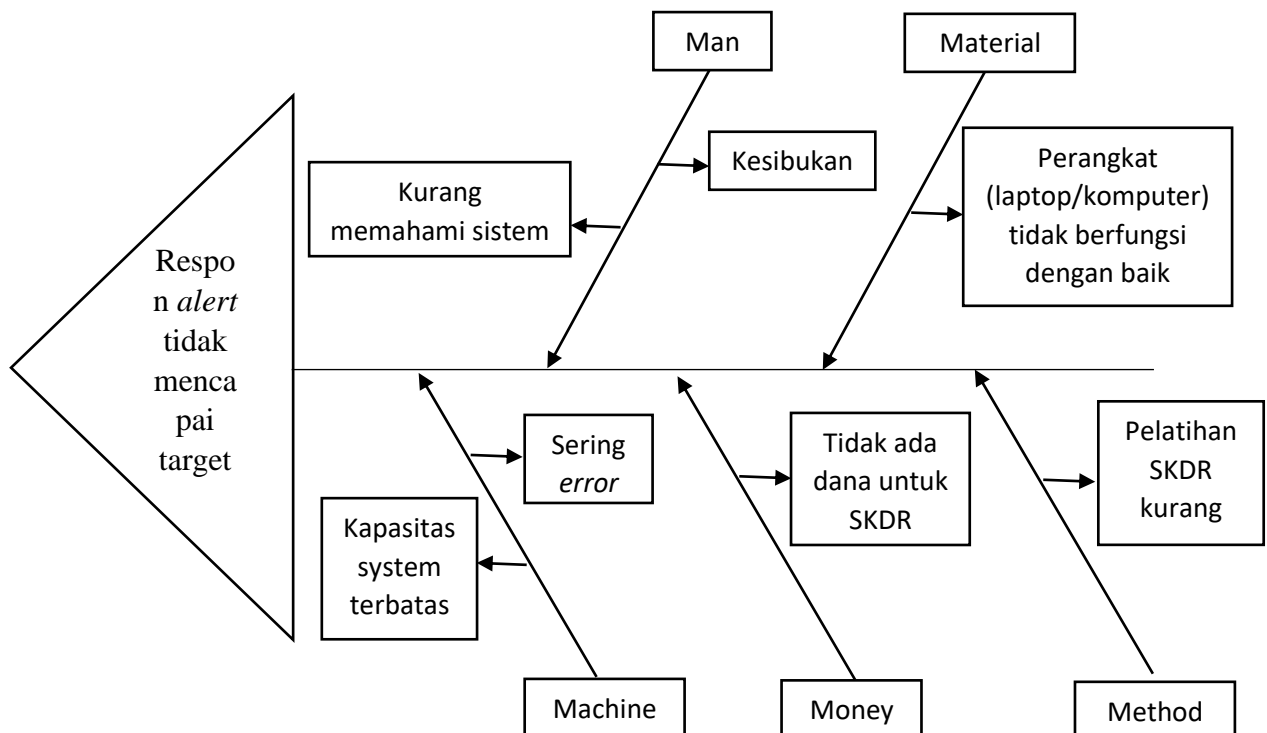 Man
Material
Kesibukan
Kurang
memahami sistem
Perangkat
(laptop/komputer)
tidak berfungsi
dengan baik
Respo
n alert
tidak
menca
pai
target
Sering
error
Kapasitas
system
terbatas
Tidak ada
dana untuk
SKDR
Pelatihan
SKDR
kurang
Machine
Money
Method